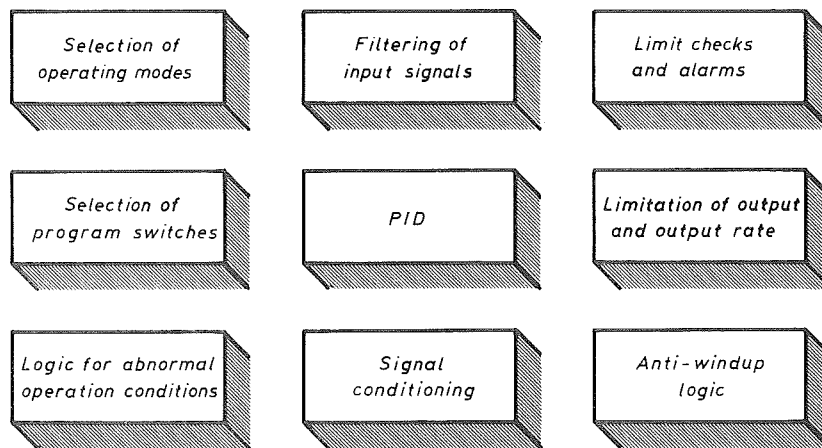 Selection of
operating modes
Filtering of
input signals
Limit checks
and alarms
Selection of
program switches
PID
Limitation of output
and output rate
Logic for abnormal
operation conditions
Signal
conditioning
Anti-windup
logic